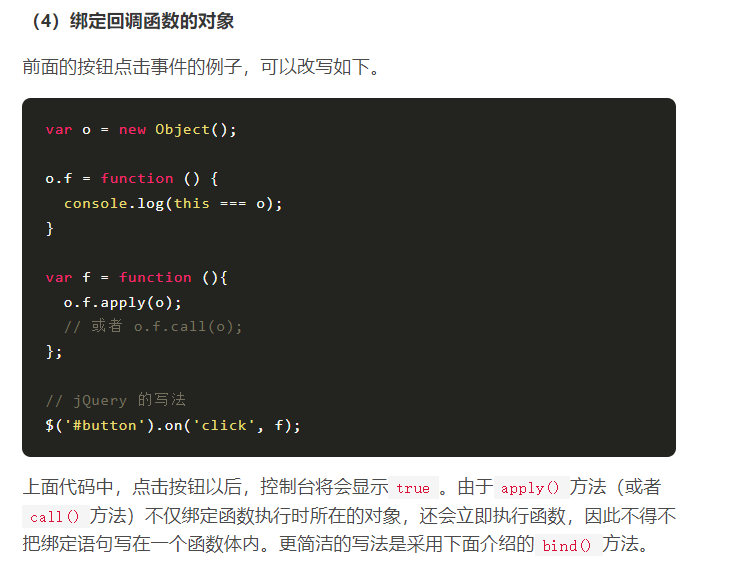 （4）绑定回调函数的对象
前面的按钮点击事件的例子，可以改写如下。
var o = new Object();
o.f = function () {
console.log(this === o);
}
var f = function (){
o.f.apply(o);
// 或者 o.f.call(o);
};
// jQuery 的写法
$('#button').on('click', f);
上面代码中，点击按钮以后，控制台将会显示 true 。由于 apply() 方法（或者
call() 方法）不仅绑定函数执行时所在的对象，还会立即执行函数，因此不得不
把绑定语句写在一个函数体内。更简洁的写法是采用下面介绍的 bind() 方法。